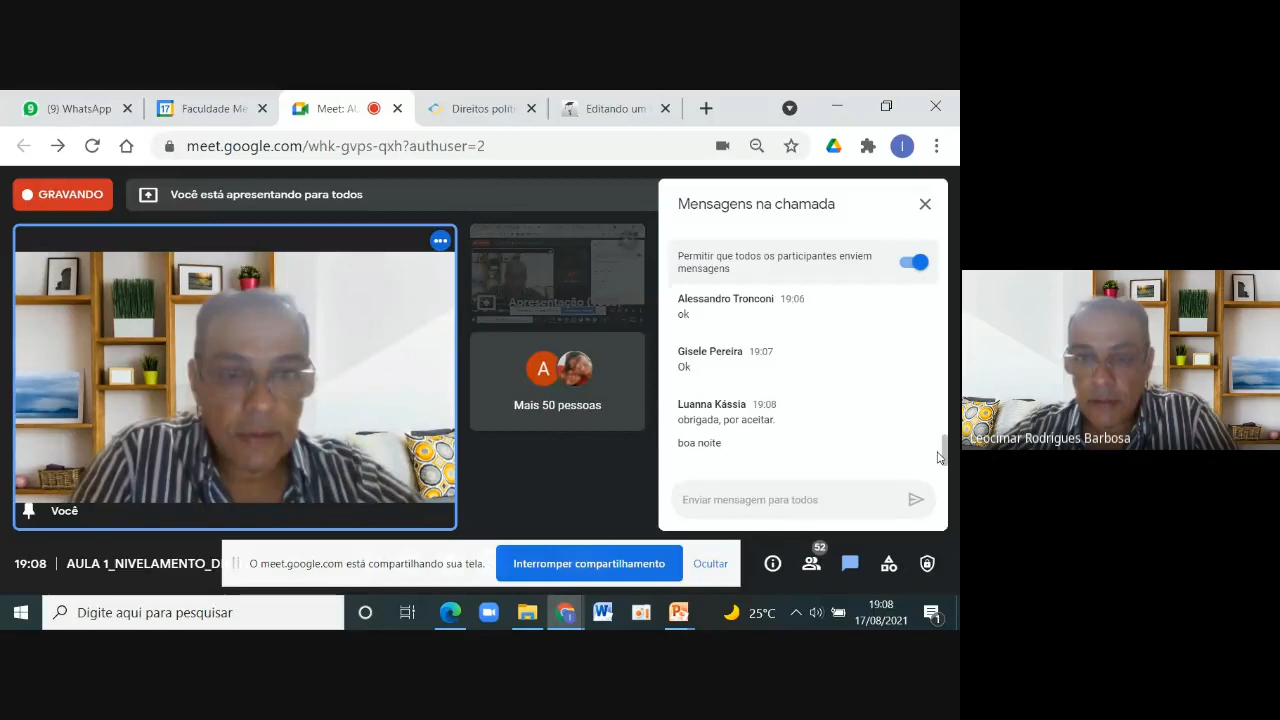 (9) WhatsApp
Faculdade Me
Meet: AU
Direitos políti
Editando um
meet.google.com/whk-gvps-qxh?authuser=2
GRAVANDO
Você está apresentando para todos
Mensagens na chamada
Permitir que todos os participantes enviem
mensagens
Alessandro Tronconi 19:06
ok
Gisele Pereira 19:07
Ok
Luanna Kássia 19:08
obrigada, por aceitar.
boa noite
Enviar mensagem para todos
Apresentação
A
Mais 50 pessoas
Você
Leocimar Rodrigues Barbosa
19:08 | AULA 1_NIVELAMENTO_D
O meet.google.com está compartilhando sua tela.
Interromper compartilhamento
Ocultar
52
Digite aqui para pesquisar
25°C
19:08
17/08/2021
1